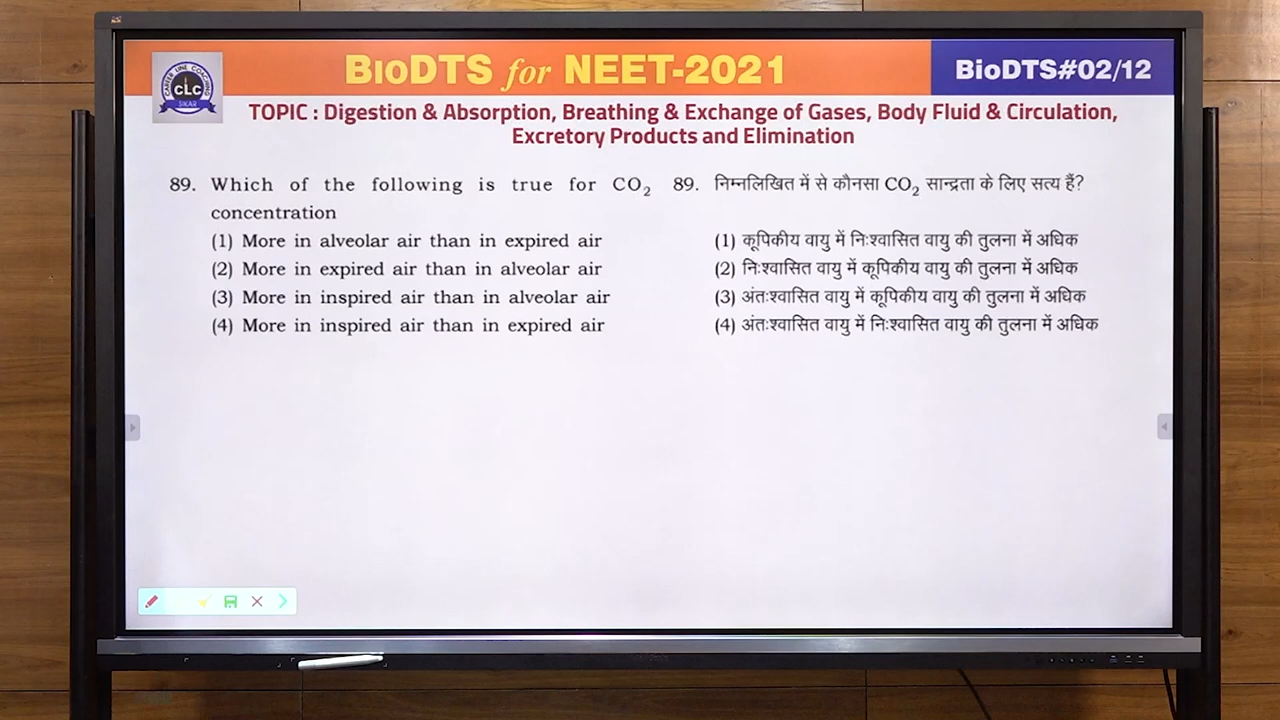 BIODTS for NEET-2021
BioDTS#02/12
CAREER LINE COACHING
CLC
SIKAR
TOPIC : Digestion & Absorption, Breathing & Exchange of Gases, Body Fluid & Circulation,
Excretory Products and Elimination
89. Which of the following is true for CO₂
concentration
(1) More in alveolar air than in expired air
(2) More in expired air than in alveolar air
(3) More in inspired air than in alveolar air
(4) More in inspired air than in expired air
89. निम्नलिखित में से कौनसा CO₂ सान्द्रता के लिए सत्य हैं?
(1) कूपिकीय वायु में निःश्वासित वायु की तुलना में अधिक
(2) निःश्वासित वायु में कूपिकीय वायु की तुलना में अधिक
(3) अंतःश्वासित वायु में कूपिकीय वायु की तुलना में अधिक
(4) अंतःश्वासित वायु में निःश्वासित वायु की तुलना में अधिक